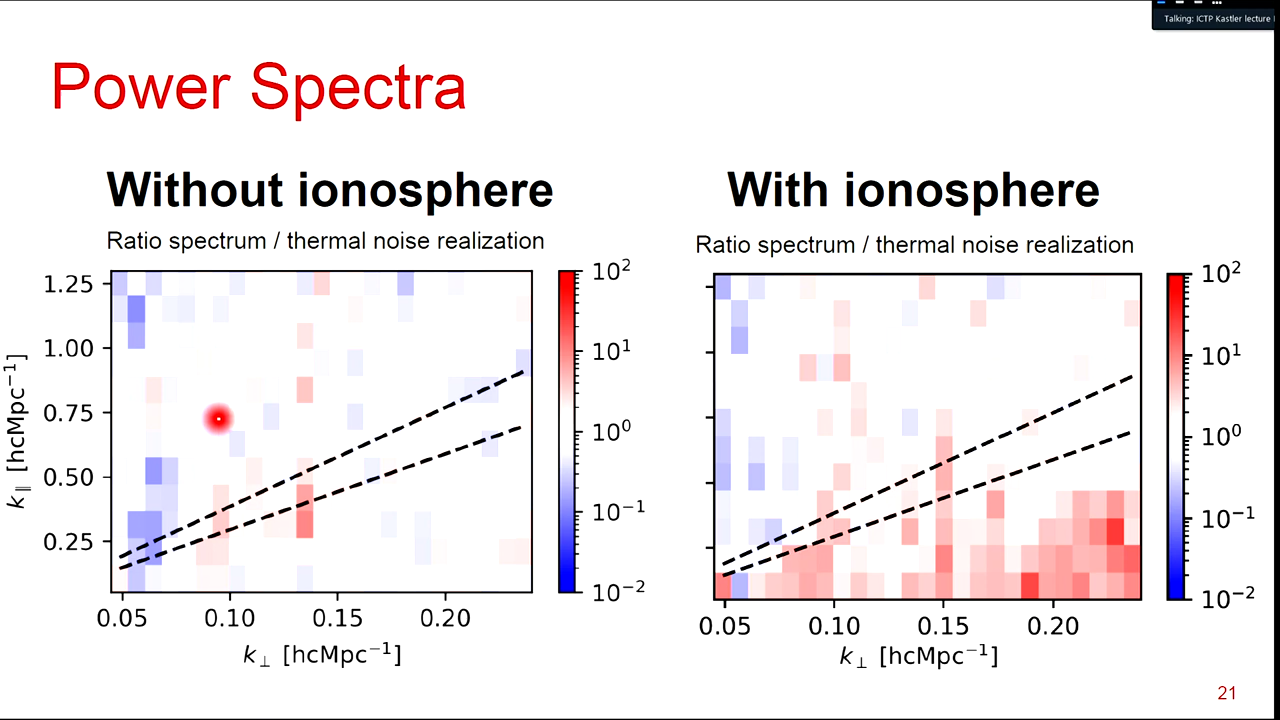 Talking: ICTP Kastler lecture
Power Spectra
Without ionosphere
With ionosphere
Ratio spectrum / thermal noise realization
Ratio spectrum / thermal noise realization
1.25
1.00
0.75
0.50
0.25
k∥ [hcMpc⁻¹]
0.05
0.10
0.15
0.20
k⊥ [hcMpc⁻¹]
10²
10¹
10⁰
10⁻¹
10⁻²
0.05
0.10
0.15
0.20
k⊥ [hcMpc⁻¹]
10²
10¹
10⁰
10⁻¹
10⁻²
21